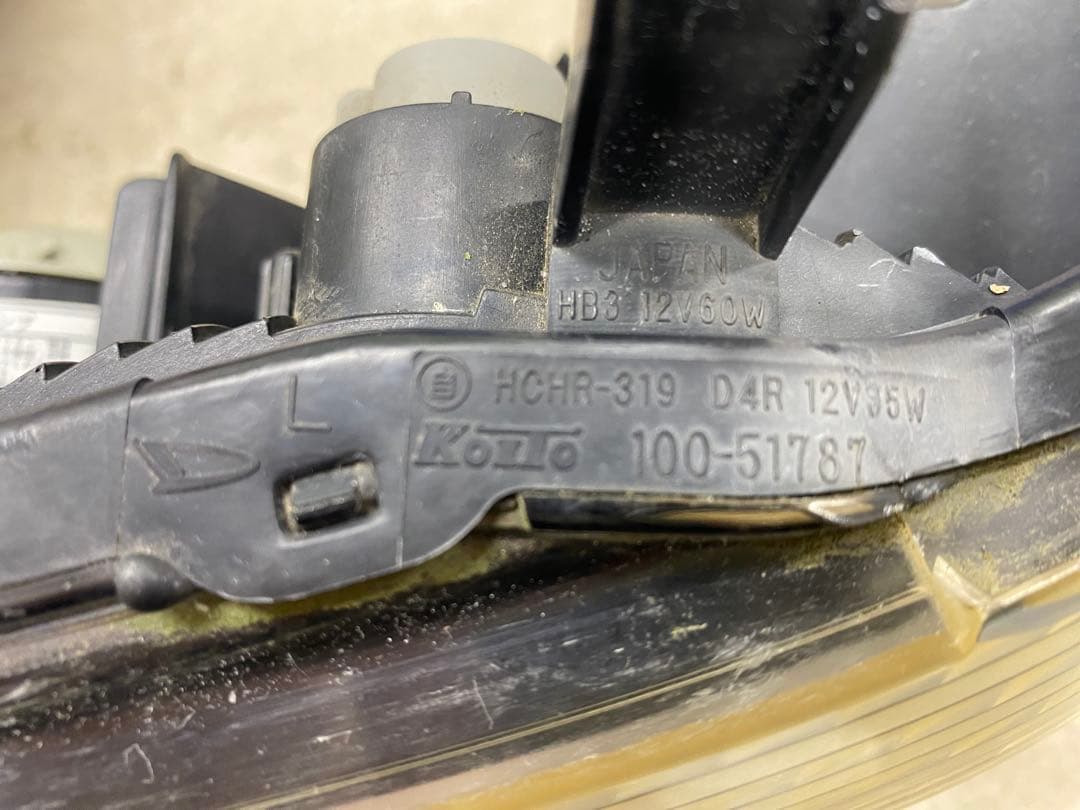 JAPAN
HB3 12V60W
L
HCHR-319 D4R 12V35W
KOITO 100-51787